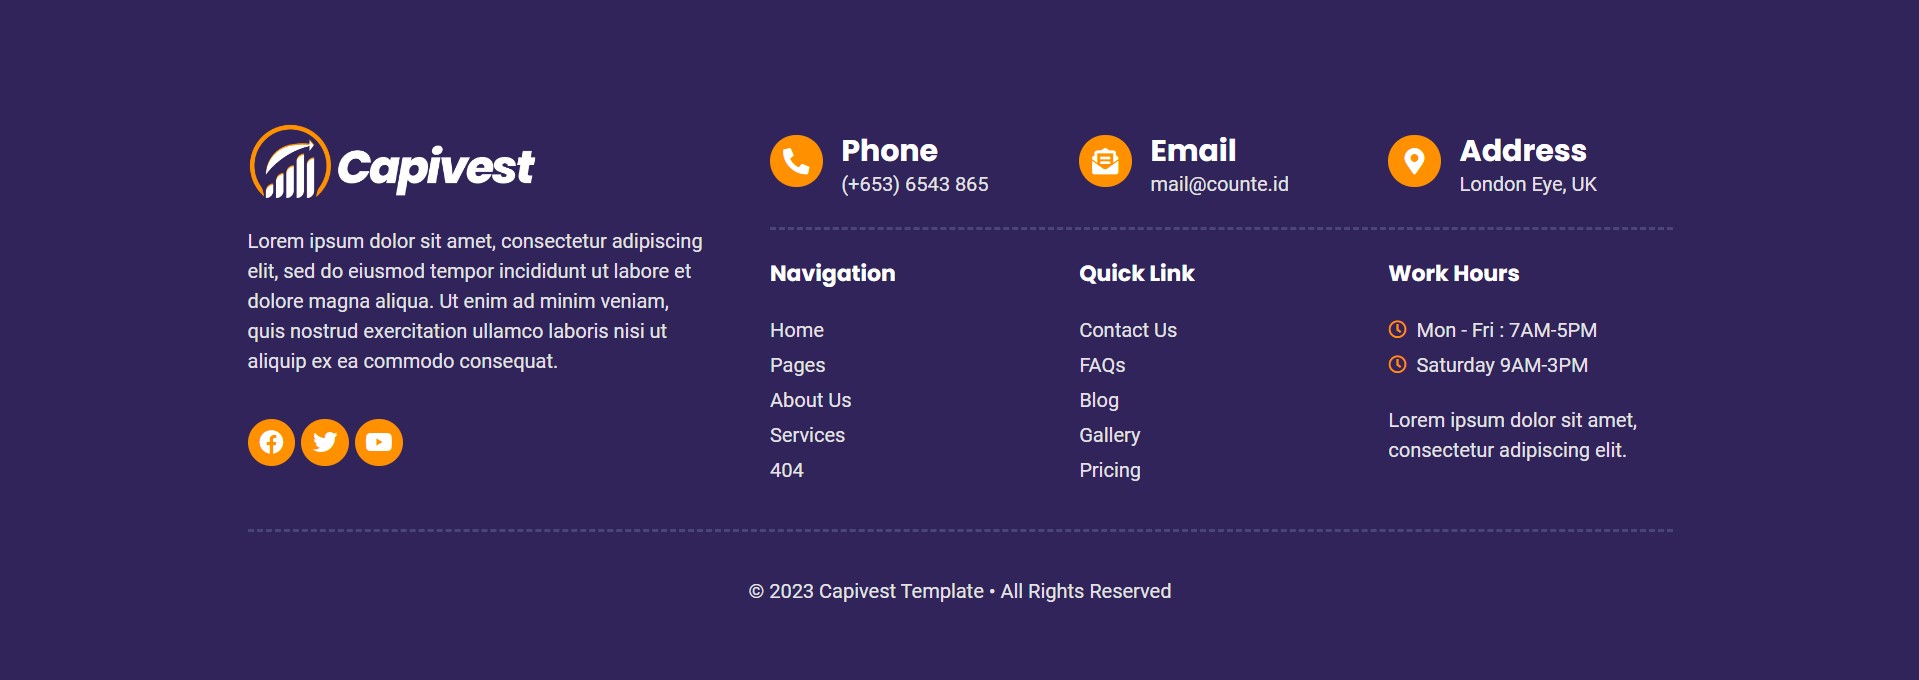 Capivest
Lorem ipsum dolor sit amet, consectetur adipiscing
elit, sed do eiusmod tempor incididunt ut labore et
dolore magna aliqua. Ut enim ad minim veniam,
quis nostrud exercitation ullamco laboris nisi ut
aliquip ex ea commodo consequat.
Phone
(+653) 6543 865
Email
mail@counte.id
Address
London Eye, UK
Navigation
Home
Pages
About Us
Services
404
Quick Link
Contact Us
FAQs
Blog
Gallery
Pricing
Work Hours
Mon - Fri : 7AM-5PM
Saturday 9AM-3PM
Lorem ipsum dolor sit amet,
consectetur adipiscing elit.
© 2023 Capivest Template • All Rights Reserved